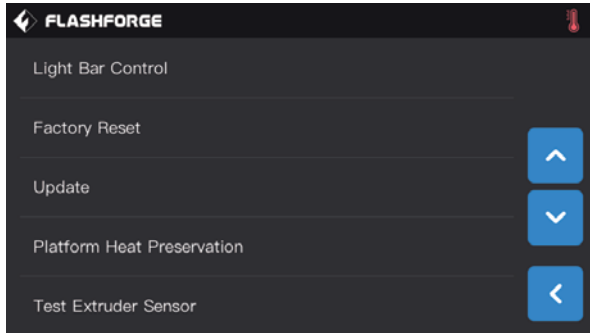 FLASHFORGE
Light Bar Control
Factory Reset
Update
Platform Heat Preservation
Test Extruder Sensor